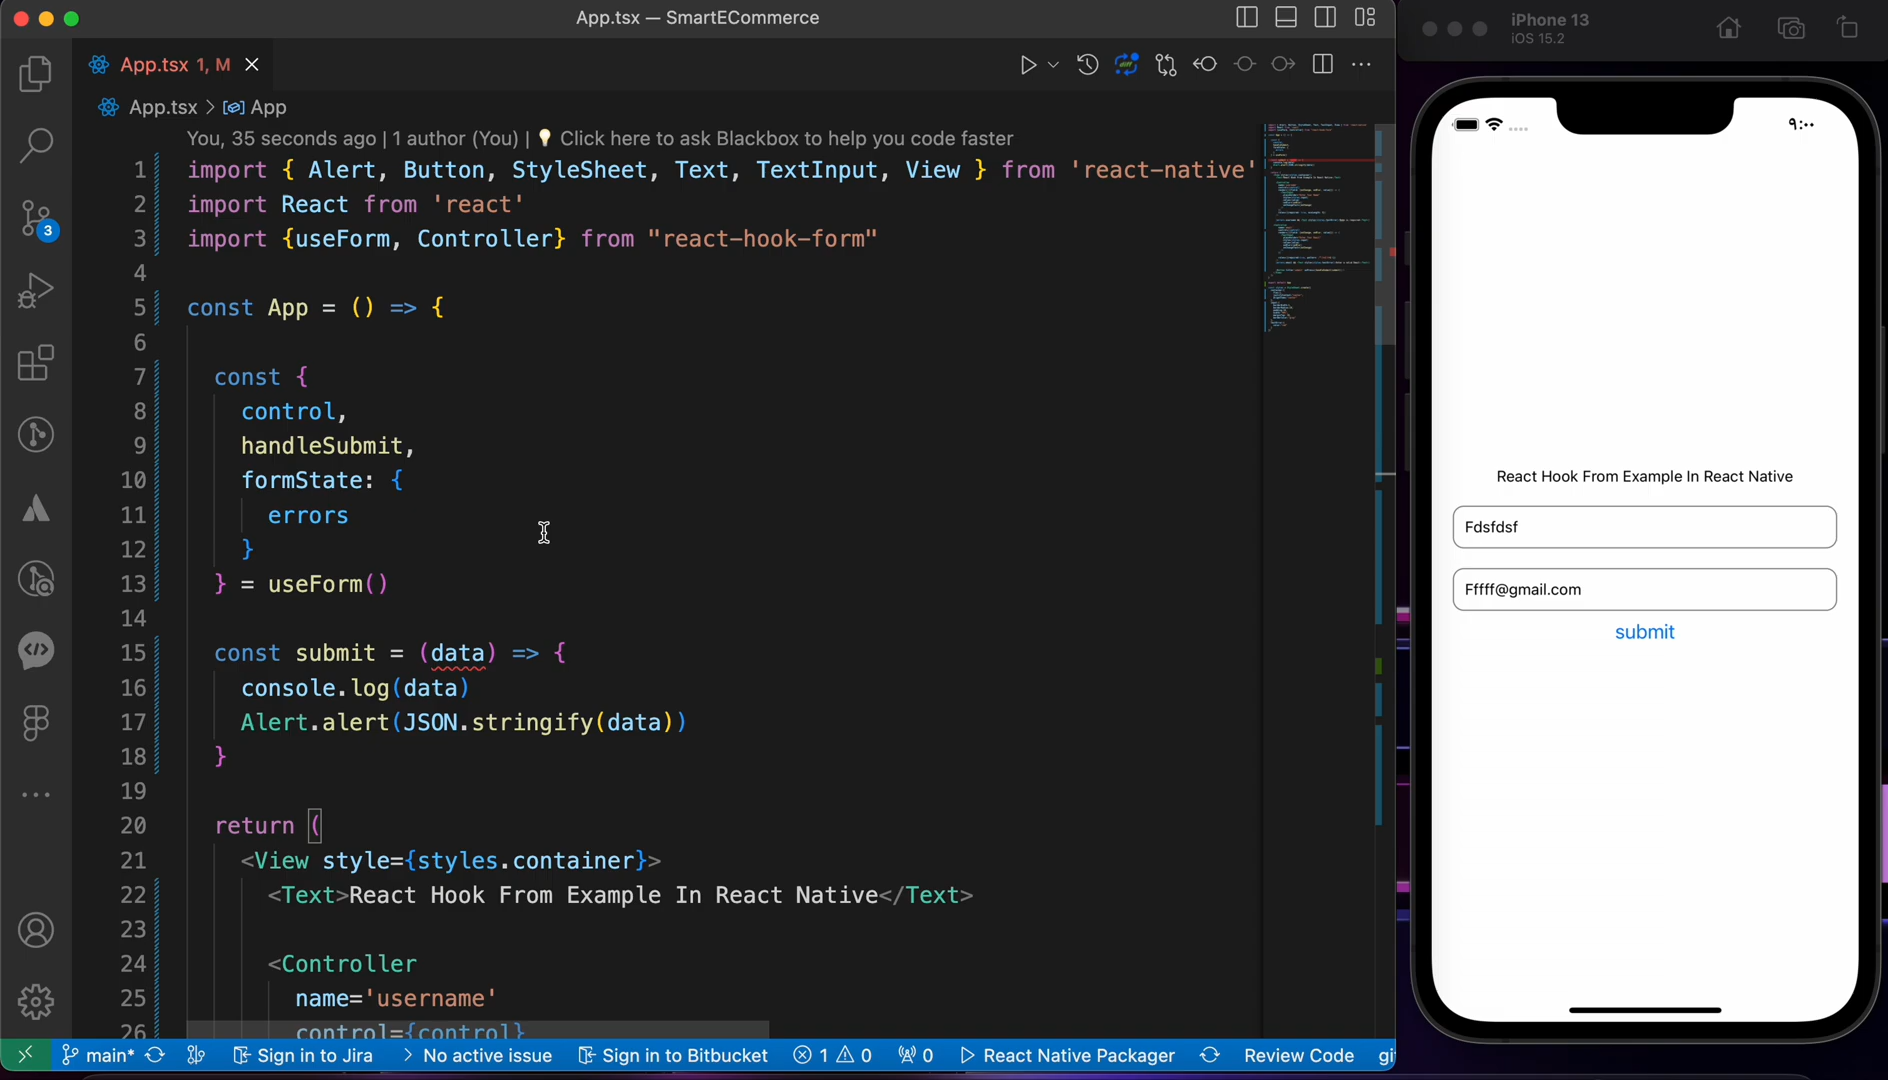 App.tsx — SmartECommerce
App.tsx 1, M
App.tsx > App
You, 35 seconds ago | 1 author (You) | 💡 Click here to ask Blackbox to help you code faster
1 import { Alert, Button, StyleSheet, Text, TextInput, View } from 'react-native'
2 import React from 'react'
3 import {useForm, Controller} from "react-hook-form"
4
5 const App = () => {
6
7 const {
8 control,
9 handleSubmit,
10 formState: {
11 errors
12 }
13 } = useForm()
14
15 const submit = (data) => {
16 console.log(data)
17 Alert.alert(JSON.stringify(data))
18 }
19
20 return (
21 <View style={styles.container}>
22 <Text>React Hook From Example In React Native</Text>
23
24 <Controller
25 name='username'
26 control={control}
3
main* Sign in to Jira > No active issue Sign in to Bitbucket 1 0 0 React Native Packager Review Code
iPhone 13
iOS 15.2
٩:٠٠
React Hook From Example In React Native
Fdsfdsf
Fffff@gmail.com
submit